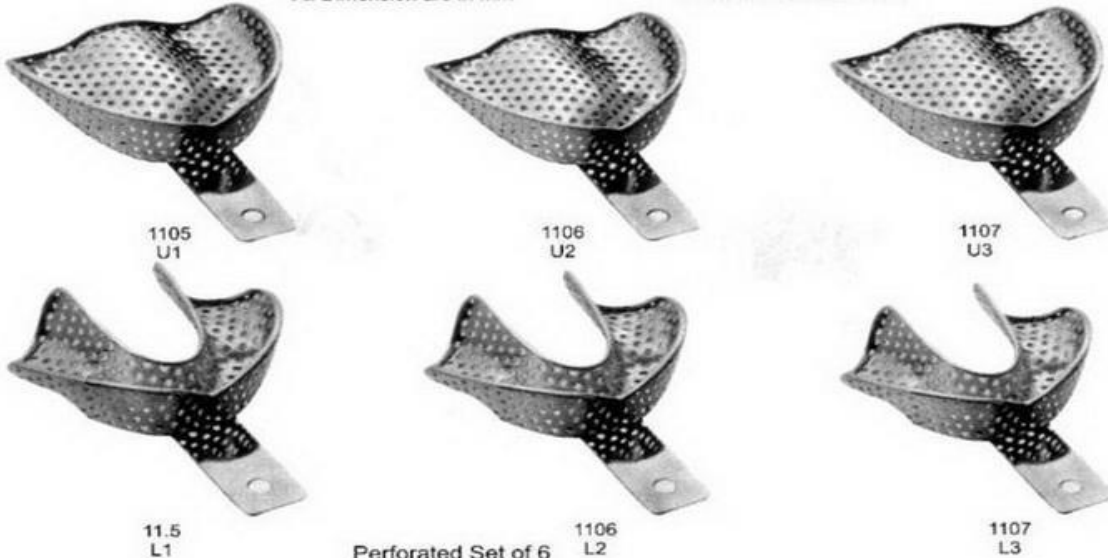 1105
U1
1106
U2
1107
U3
11.5
L1
1106
L2
1107
L3
Perforated Set of 6